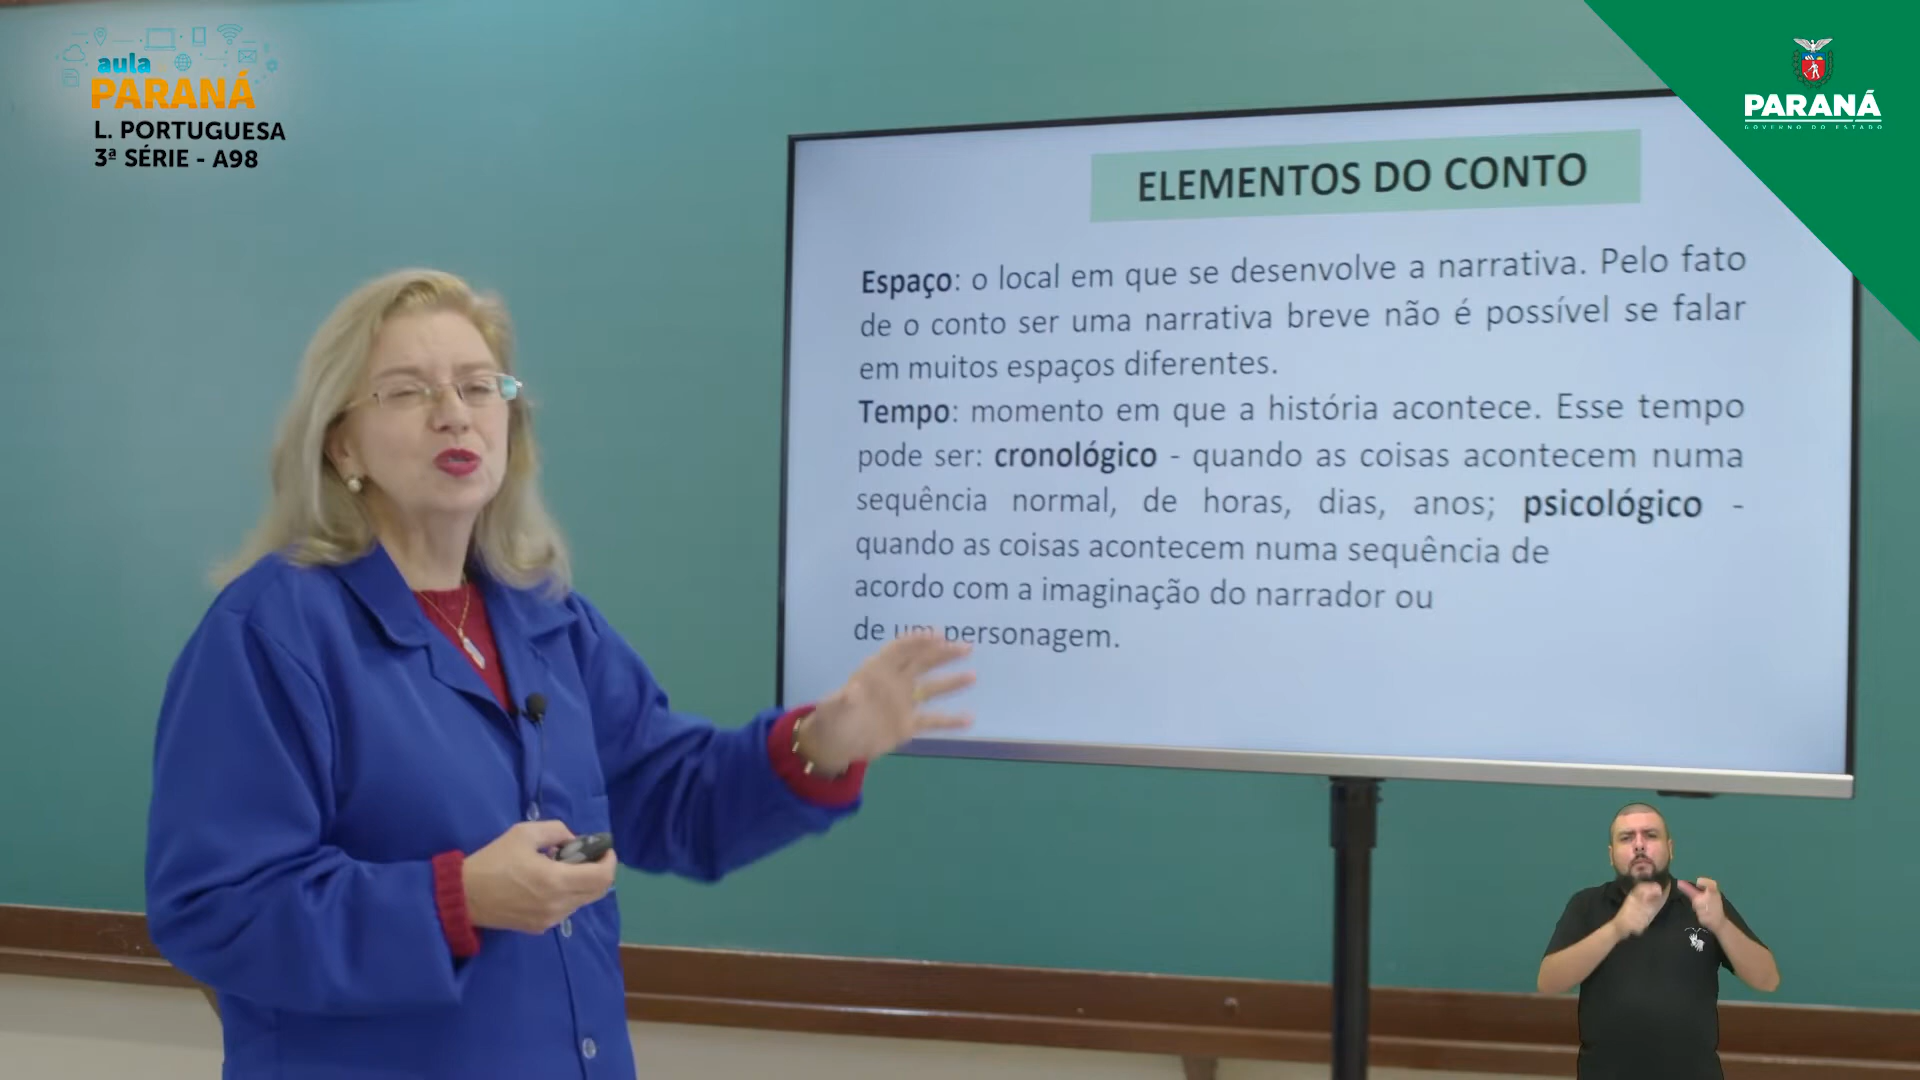 aula
PARANÁ
L. PORTUGUESA
3ª SÉRIE - A98
PARANÁ
GOVERNO DO ESTADO
ELEMENTOS DO CONTO
Espaço: o local em que se desenvolve a narrativa. Pelo fato
de o conto ser uma narrativa breve não é possível se falar
em muitos espaços diferentes.
Tempo: momento em que a história acontece. Esse tempo
pode ser: cronológico - quando as coisas acontecem numa
sequência normal, de horas, dias, anos; psicológico -
quando as coisas acontecem numa sequência de
acordo com a imaginação do narrador ou
de um personagem.